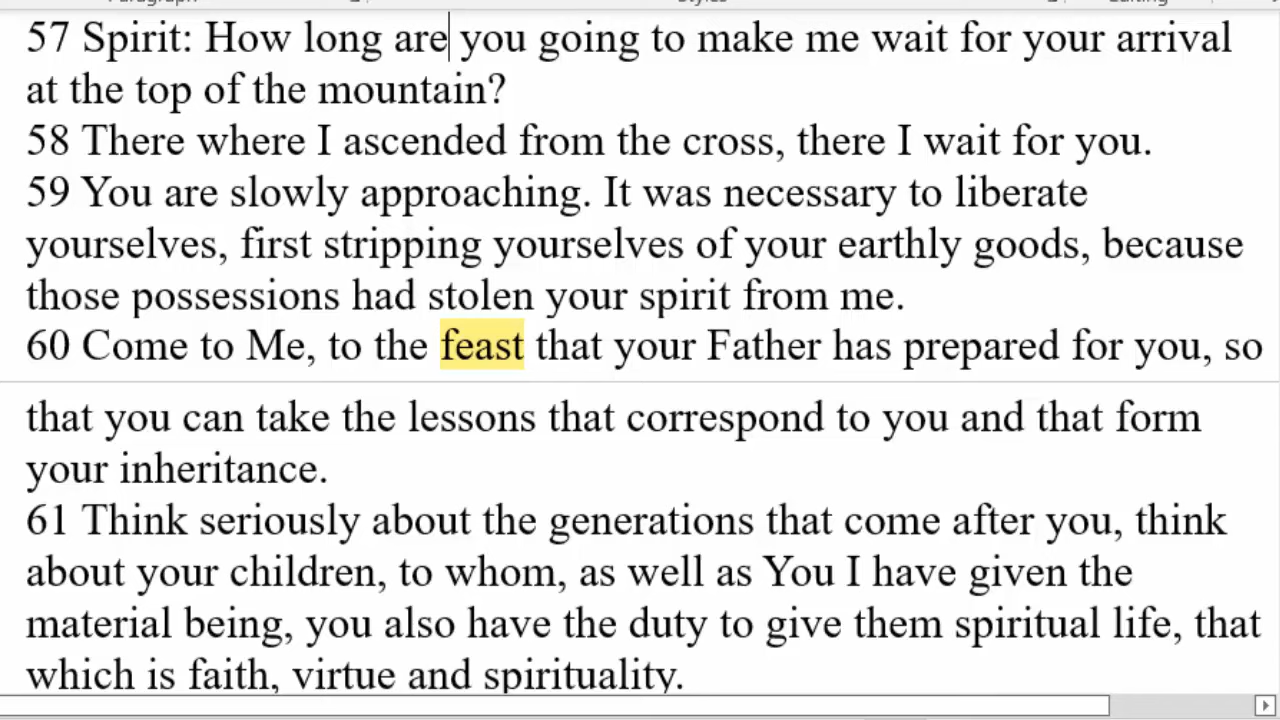 57 Spirit: How long are you going to make me wait for your arrival
at the top of the mountain?
58 There where I ascended from the cross, there I wait for you.
59 You are slowly approaching. It was necessary to liberate
yourselves, first stripping yourselves of your earthly goods, because
those possessions had stolen your spirit from me.
60 Come to Me, to the feast that your Father has prepared for you, so
that you can take the lessons that correspond to you and that form
your inheritance.
61 Think seriously about the generations that come after you, think
about your children, to whom, as well as You I have given the
material being, you also have the duty to give them spiritual life, that
which is faith, virtue and spirituality.